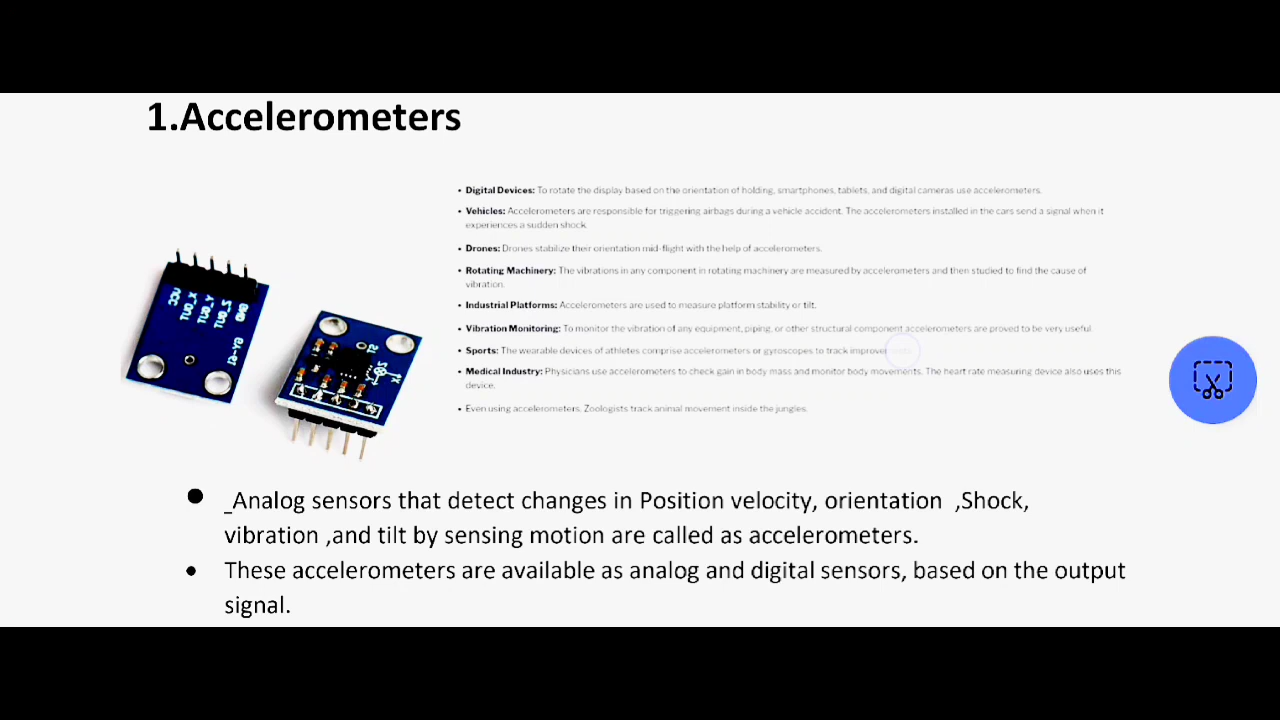 1.Accelerometers
• Digital Devices: To rotate the display based on the orientation of holding, smartphones, tablets, and digital cameras use accelerometers.
• Vehicles: Accelerometers are responsible for triggering airbags during a vehicle accident. The accelerometers installed in the cars send a signal when it
experiences a sudden shock.
• Drones: Drones stabilize their orientation mid-flight with the help of accelerometers.
• Rotating Machinery: The vibrations in any component in rotating machinery are measured by accelerometers and then studied to find the cause of
vibration.
• Industrial Platforms: Accelerometers are used to measure platform stability or tilt.
• Vibration Monitoring: To monitor the vibration of any equipment, piping, or other structural component accelerometers are proved to be very useful.
• Sports: The wearable devices of athletes comprise accelerometers or gyroscopes to track
• Medical Industry: Physicians use accelerometers to check gain in body mass and monitor body movements. The heart rate measuring device also uses this
device.
• Even using accelerometers, Zoologists track animal movement inside the jungles.
VCC
OUT_X
OUT_Y
OUT_Z
GND
GY-61
• _Analog sensors that detect changes in Position velocity, orientation ,Shock,
vibration ,and tilt by sensing motion are called as accelerometers.
• These accelerometers are available as analog and digital sensors, based on the output
signal.